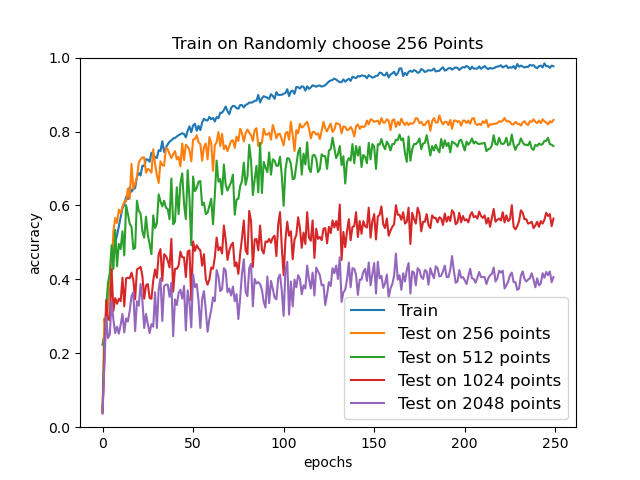 Train on Randomly choose 256 Points
accuracy
1.0
0.8
0.6
0.4
0.2
0.0
Train
Test on 256 points
Test on 512 points
Test on 1024 points
Test on 2048 points
0 50 100 150 200 250
epochs